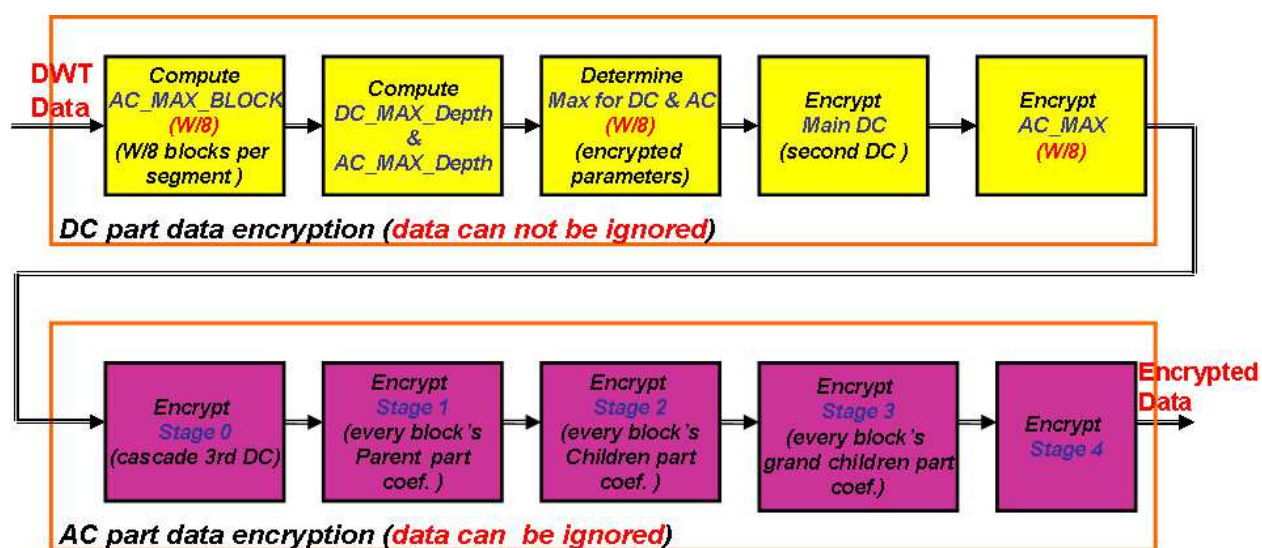 DWT
Data
Compute
AC_MAX_BLOCK
(W/8)
(W/8 blocks per
segment )
Compute
DC_MAX_Depth
&
AC_MAX_Depth
Determine
Max for DC & AC
(W/8)
(encrypted
parameters)
Encrypt
Main DC
(second DC )
Encrypt
AC_MAX
(W/8)
DC part data encryption (data can not be ignored)
Encrypt
Stage 0
(cascade 3rd DC)
Encrypt
Stage 1
(every block's
Parent part
coef. )
Encrypt
Stage 2
(every block's
Children part
coef. )
Encrypt
Stage 3
(every block's
grand children part
coef.)
Encrypt
Stage 4
Encrypted
Data
AC part data encryption (data can be ignored)